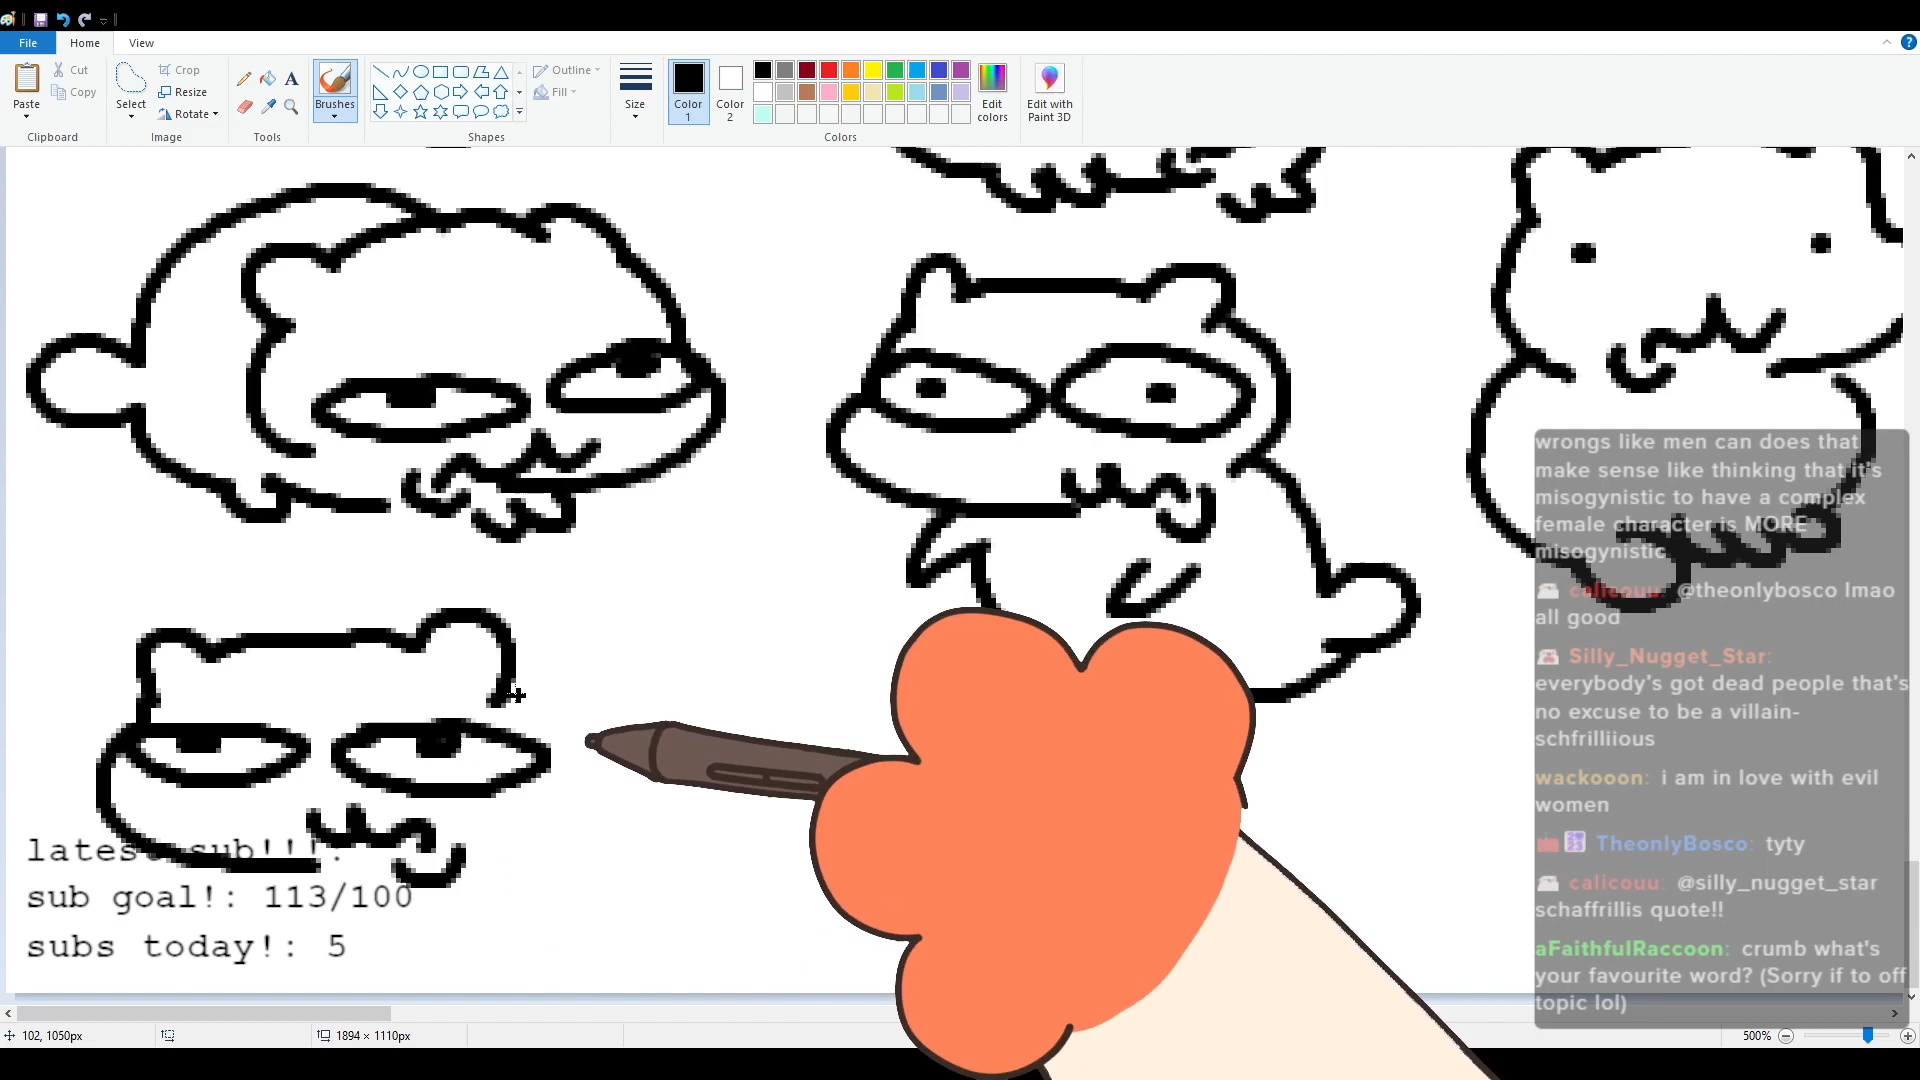 File Home View
Paste
Cut
Copy
Clipboard
Select
Crop
Resize
Rotate
Image
A
Tools
Brushes
Outline
Fill
Shapes
Size
Color
1
Color
2
Edit
colors
Colors
Edit with
Paint 3D
wrongs like men can does that
make sense like thinking that it's
misogynistic to have a complex
female character is MORE
misogynistic
calicouu: @theonlybosco lmao
all good
Silly_Nugget_Star:
everybody's got dead people that's
no excuse to be a villain-
schfrilliious
wackooon: i am in love with evil
women
TheonlyBosco: tyty
calicouu: @silly_nugget_star
schaffrillis quote!!
aFaithfulRaccoon: crumb what's
your favourite word? (Sorry if to off
topic lol)
latest sub!!!:
sub goal!: 113/100
subs today!: 5
102, 1050px
1894 × 1110px
500%